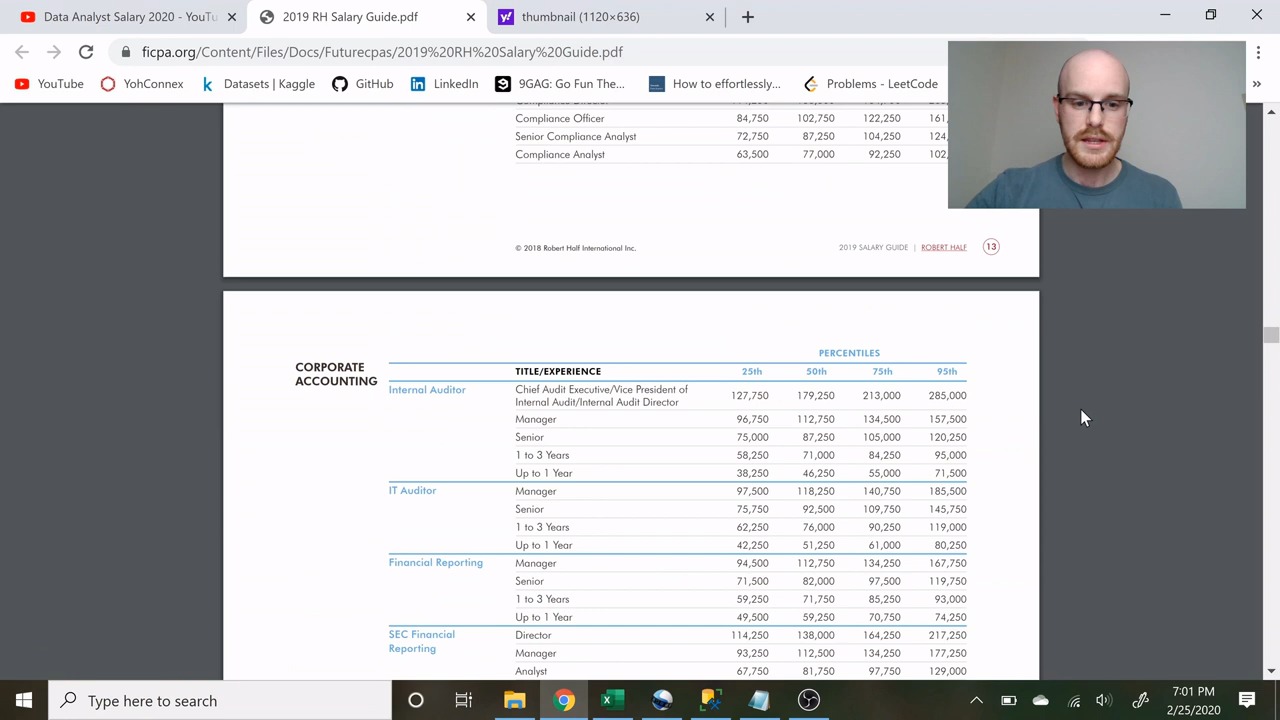 Data Analyst Salary 2020 - YouT
2019 RH Salary Guide.pdf
thumbnail (1120×636)
ficpa.org/Content/Files/Docs/Futurecpas/2019%20RH%20Salary%20Guide.pdf
YouTube
YohConnex
Datasets | Kaggle
GitHub
LinkedIn
9GAG: Go Fun The...
How to effortlessly...
Problems - LeetCode
Compliance Officer 84,750 102,750 122,250 161,
Senior Compliance Analyst 72,750 87,250 104,250 124,
Compliance Analyst 63,500 77,000 92,250 102,
© 2018 Robert Half International Inc. 2019 SALARY GUIDE | ROBERT HALF 13
CORPORATE
ACCOUNTING
PERCENTILES
TITLE/EXPERIENCE 25th 50th 75th 95th
Internal Auditor Chief Audit Executive/Vice President of
Internal Audit/Internal Audit Director 127,750 179,250 213,000 285,000
Manager 96,750 112,750 134,500 157,500
Senior 75,000 87,250 105,000 120,250
1 to 3 Years 58,250 71,000 84,250 95,000
Up to 1 Year 38,250 46,250 55,000 71,500
IT Auditor Manager 97,500 118,250 140,750 185,500
Senior 75,750 92,500 109,750 145,750
1 to 3 Years 62,250 76,000 90,250 119,000
Up to 1 Year 42,250 51,250 61,000 80,250
Financial Reporting Manager 94,500 112,750 134,250 167,750
Senior 71,500 82,000 97,500 119,750
1 to 3 Years 59,250 71,750 85,250 93,000
Up to 1 Year 49,500 59,250 70,750 74,250
SEC Financial
Reporting
Director 114,250 138,000 164,250 217,250
Manager 93,250 112,500 134,250 177,250
Analyst 67,750 81,750 97,750 129,000
Type here to search
7:01 PM
2/25/2020